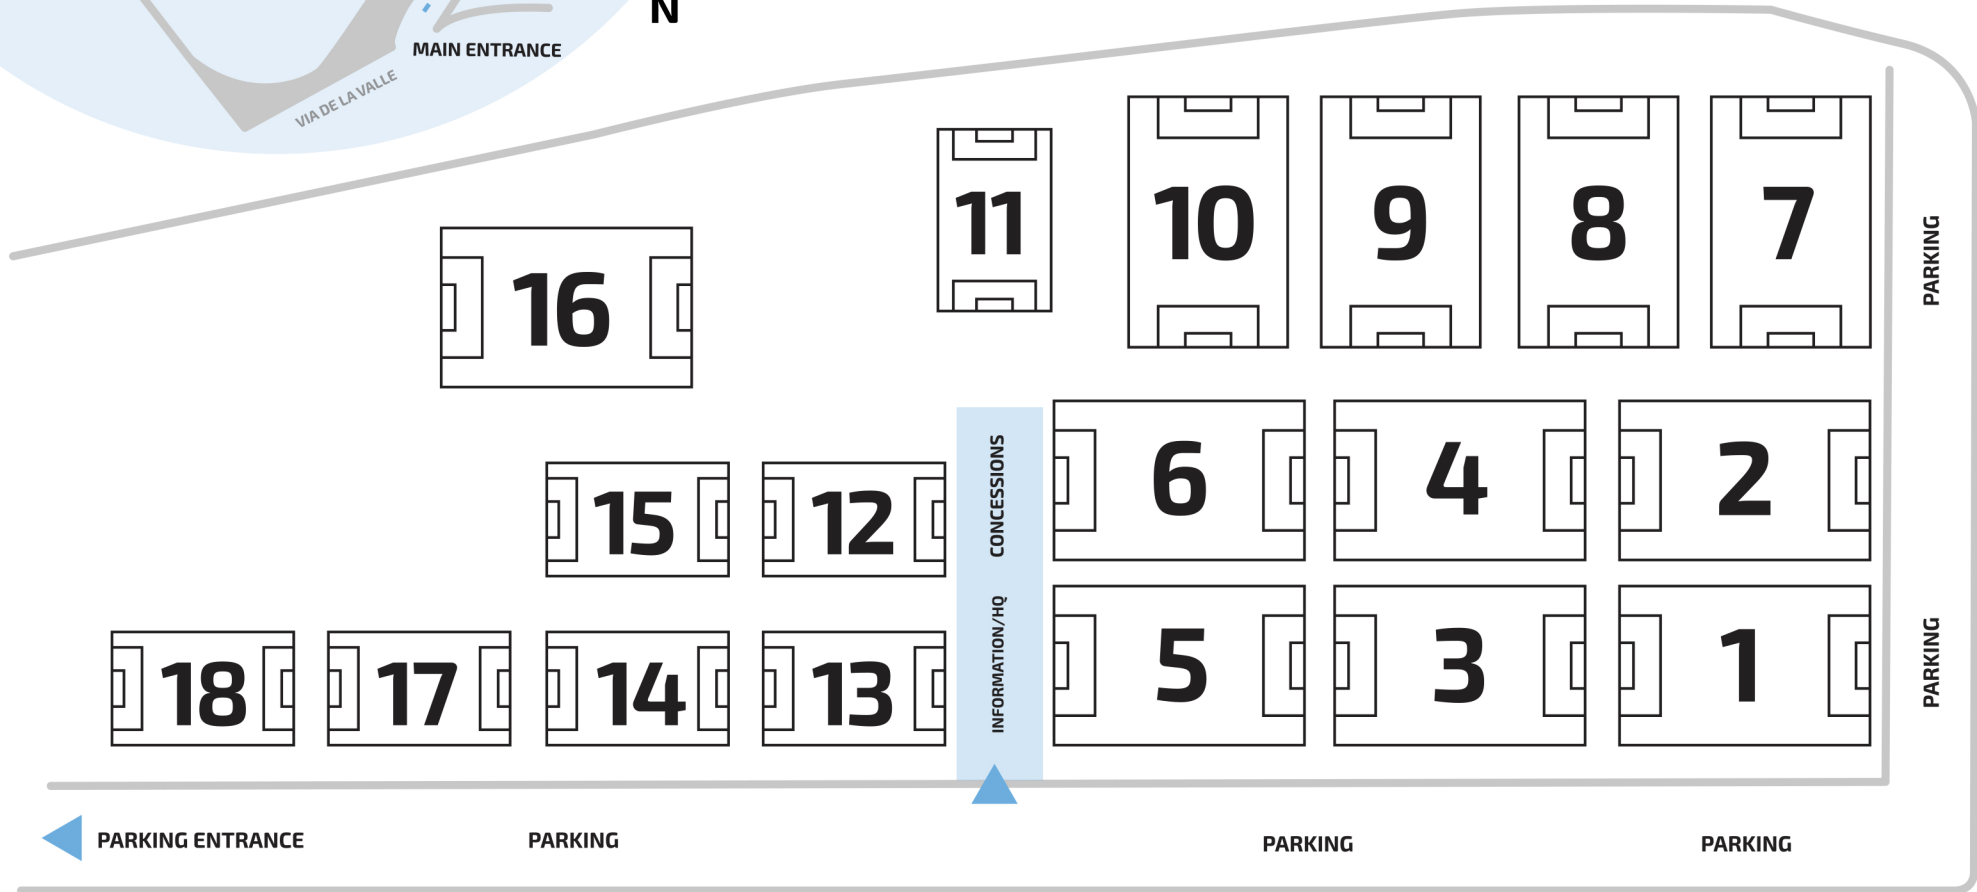 N
MAIN ENTRANCE
VIA DE LA VALLE
11
10
9
8
7
PARKING
16
CONCESSIONS
6
4
2
15
12
INFORMATION/HQ
5
3
1
PARKING
18
17
14
13
PARKING ENTRANCE
PARKING
PARKING
PARKING